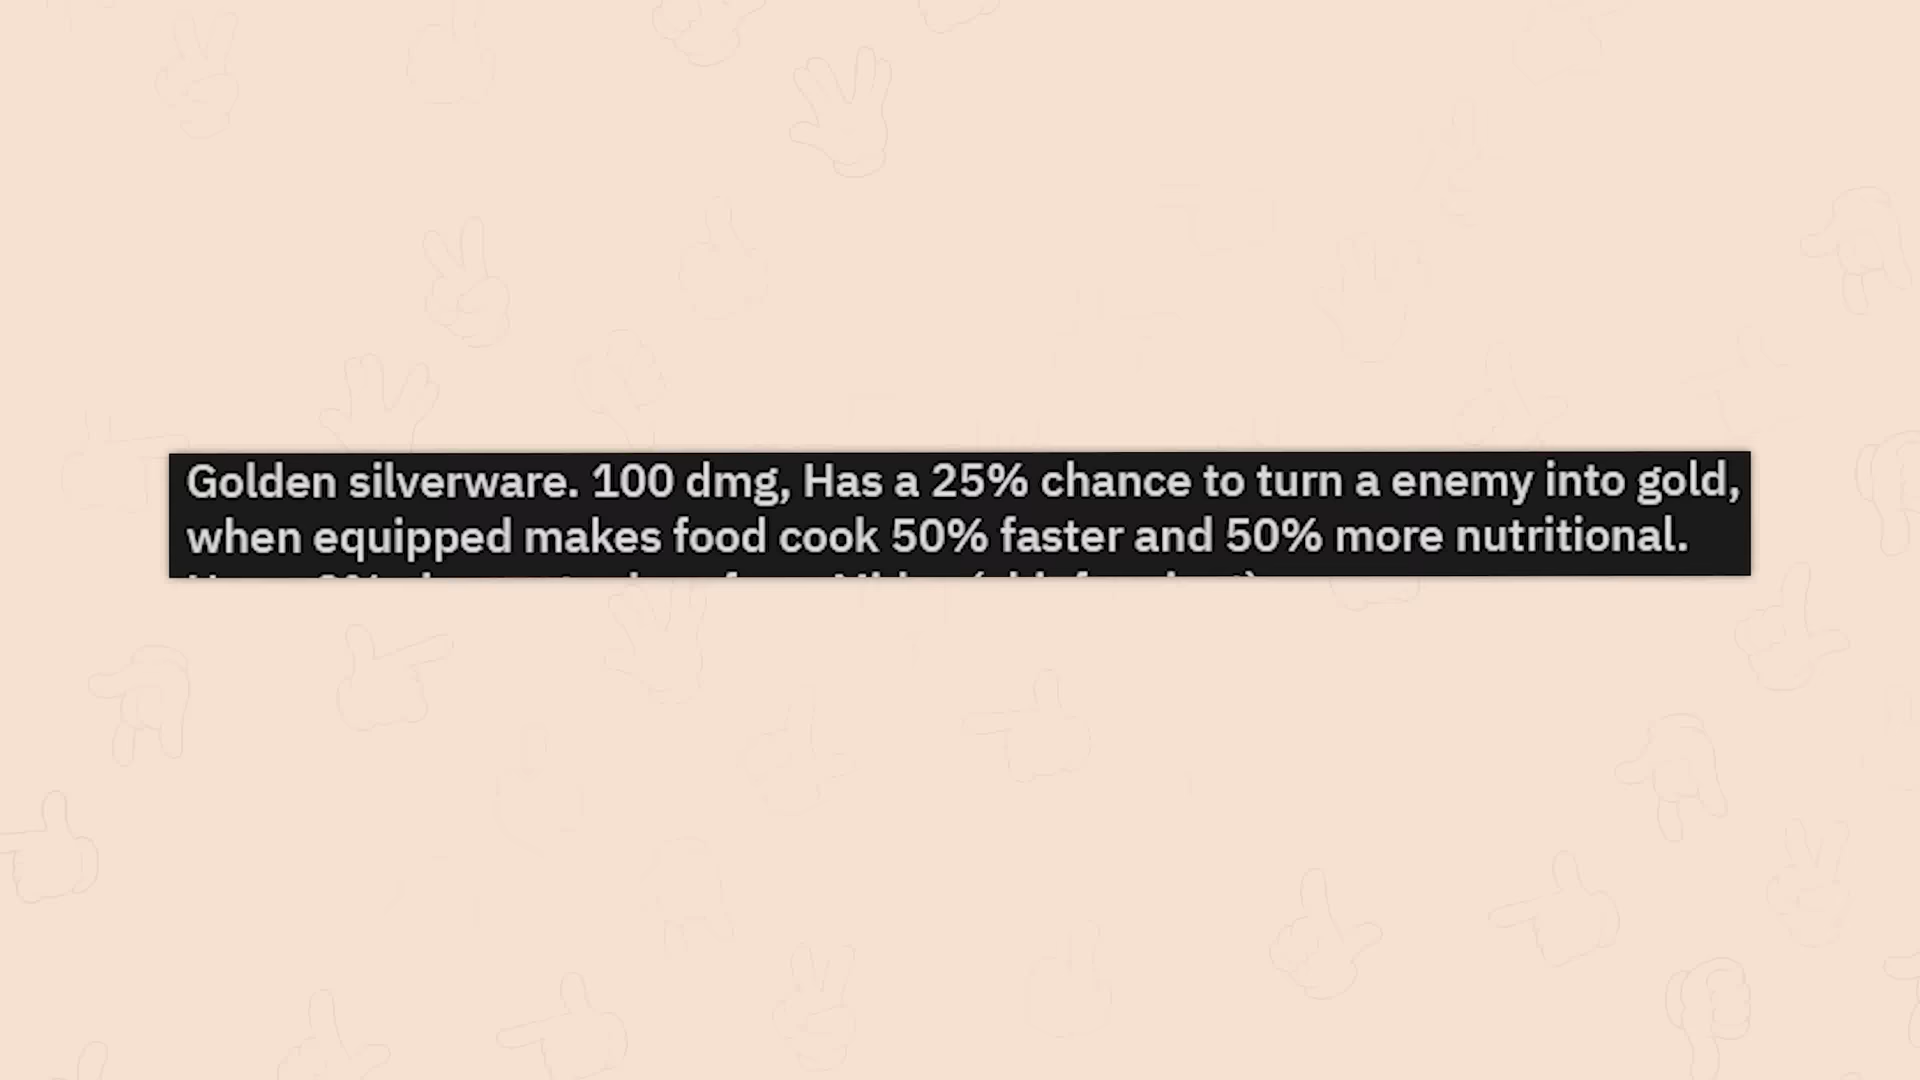 Golden silverware. 100 dmg, Has a 25% chance to turn a enemy into gold,
when equipped makes food cook 50% faster and 50% more nutritional.